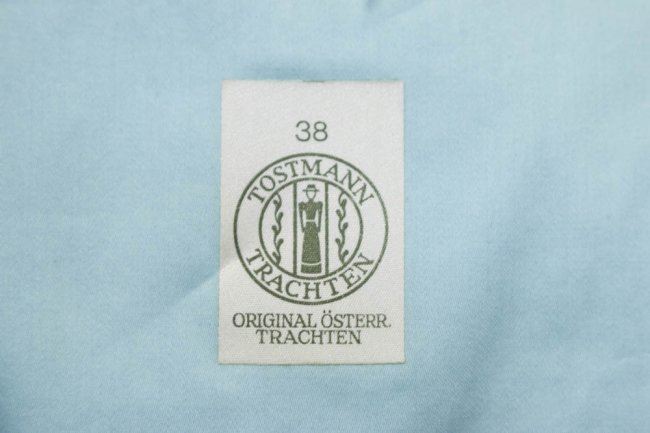 38
TOSTMANN
TRACHTEN
ORIGINAL ÖSTERR.
TRACHTEN